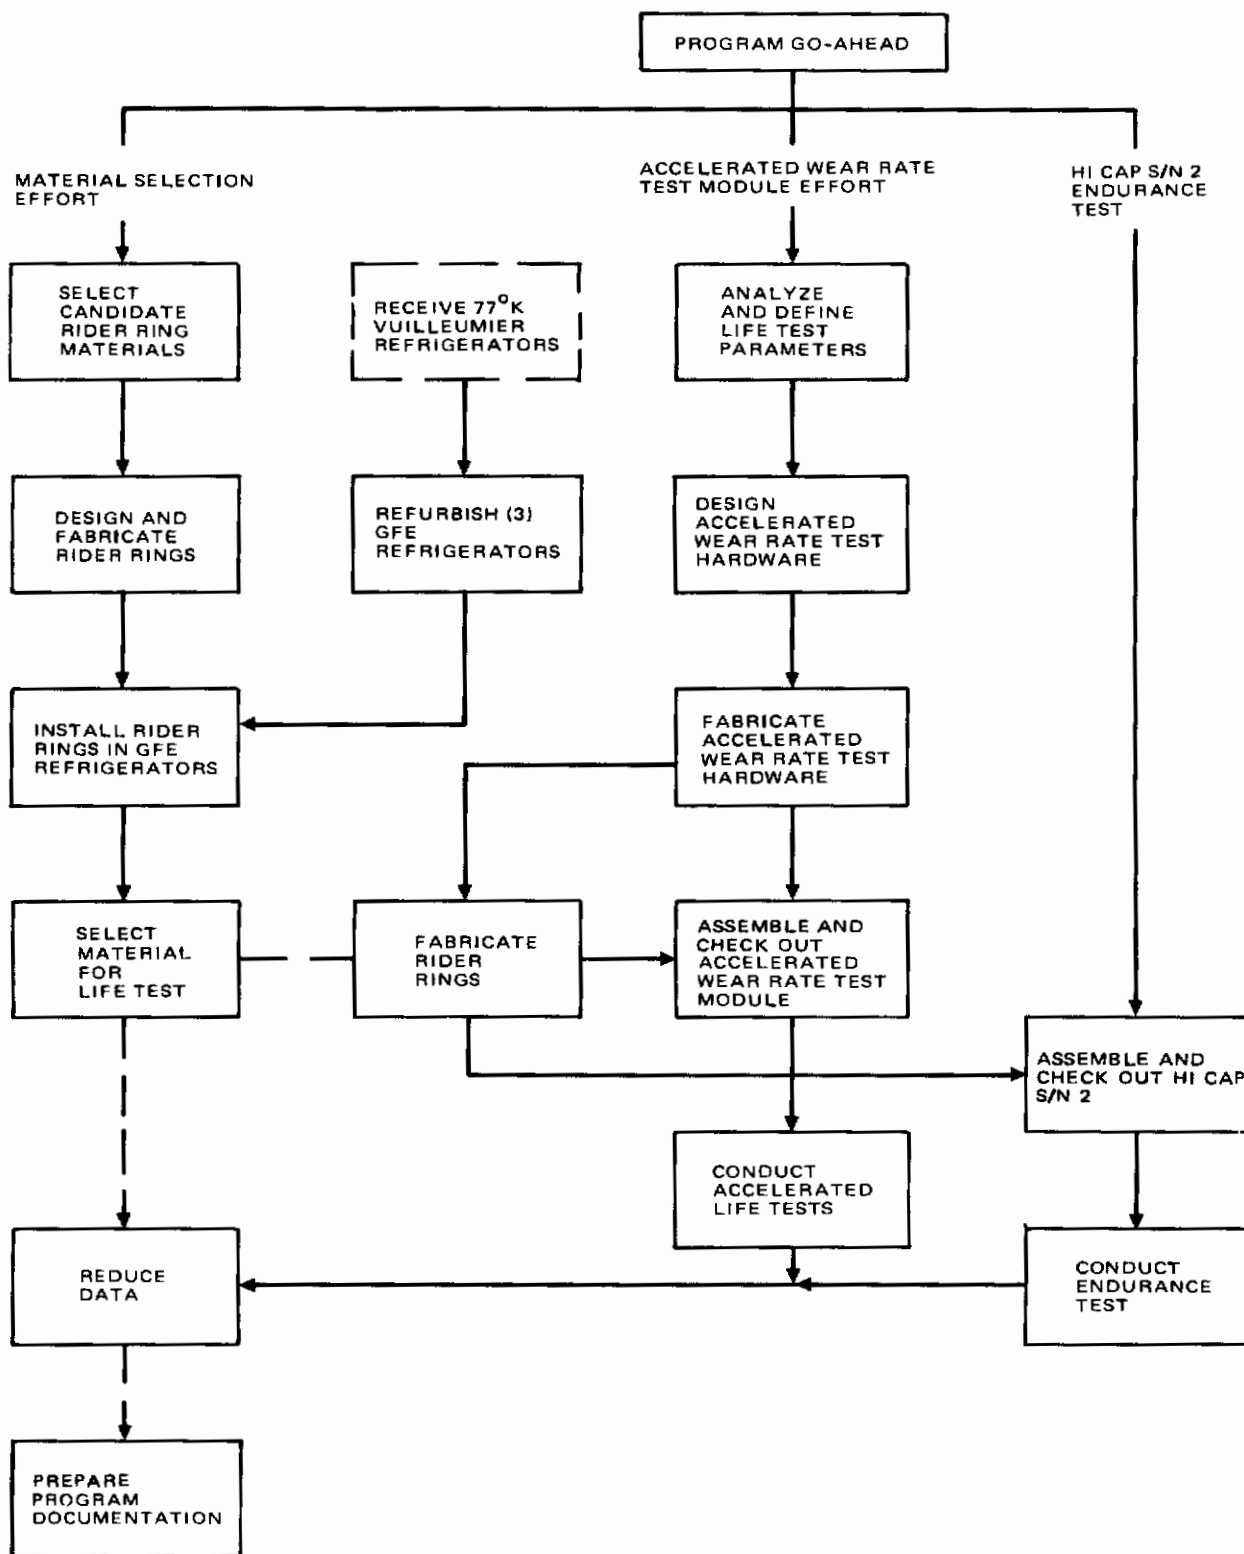 PROGRAM GO-AHEAD
MATERIAL SELECTION
EFFORT
ACCELERATED WEAR RATE
TEST MODULE EFFORT
HI CAP S/N 2
ENDURANCE
TEST
SELECT
CANDIDATE
RIDER RING
MATERIALS
RECEIVE 77°K
VUILLEUMIER
REFRIGERATORS
ANALYZE
AND DEFINE
LIFE TEST
PARAMETERS
DESIGN AND
FABRICATE
RIDER RINGS
REFURBISH (3)
GFE
REFRIGERATORS
DESIGN
ACCELERATED
WEAR RATE TEST
HARDWARE
INSTALL RIDER
RINGS IN GFE
REFRIGERATORS
FABRICATE
ACCELERATED
WEAR RATE TEST
HARDWARE
SELECT
MATERIAL
FOR
LIFE TEST
FABRICATE
RIDER
RINGS
ASSEMBLE AND
CHECK OUT
ACCELERATED
WEAR RATE TEST
MODULE
ASSEMBLE AND
CHECK OUT HI CAP
S/N 2
CONDUCT
ACCELERATED
LIFE TESTS
REDUCE
DATA
CONDUCT
ENDURANCE
TEST
PREPARE
PROGRAM
DOCUMENTATION